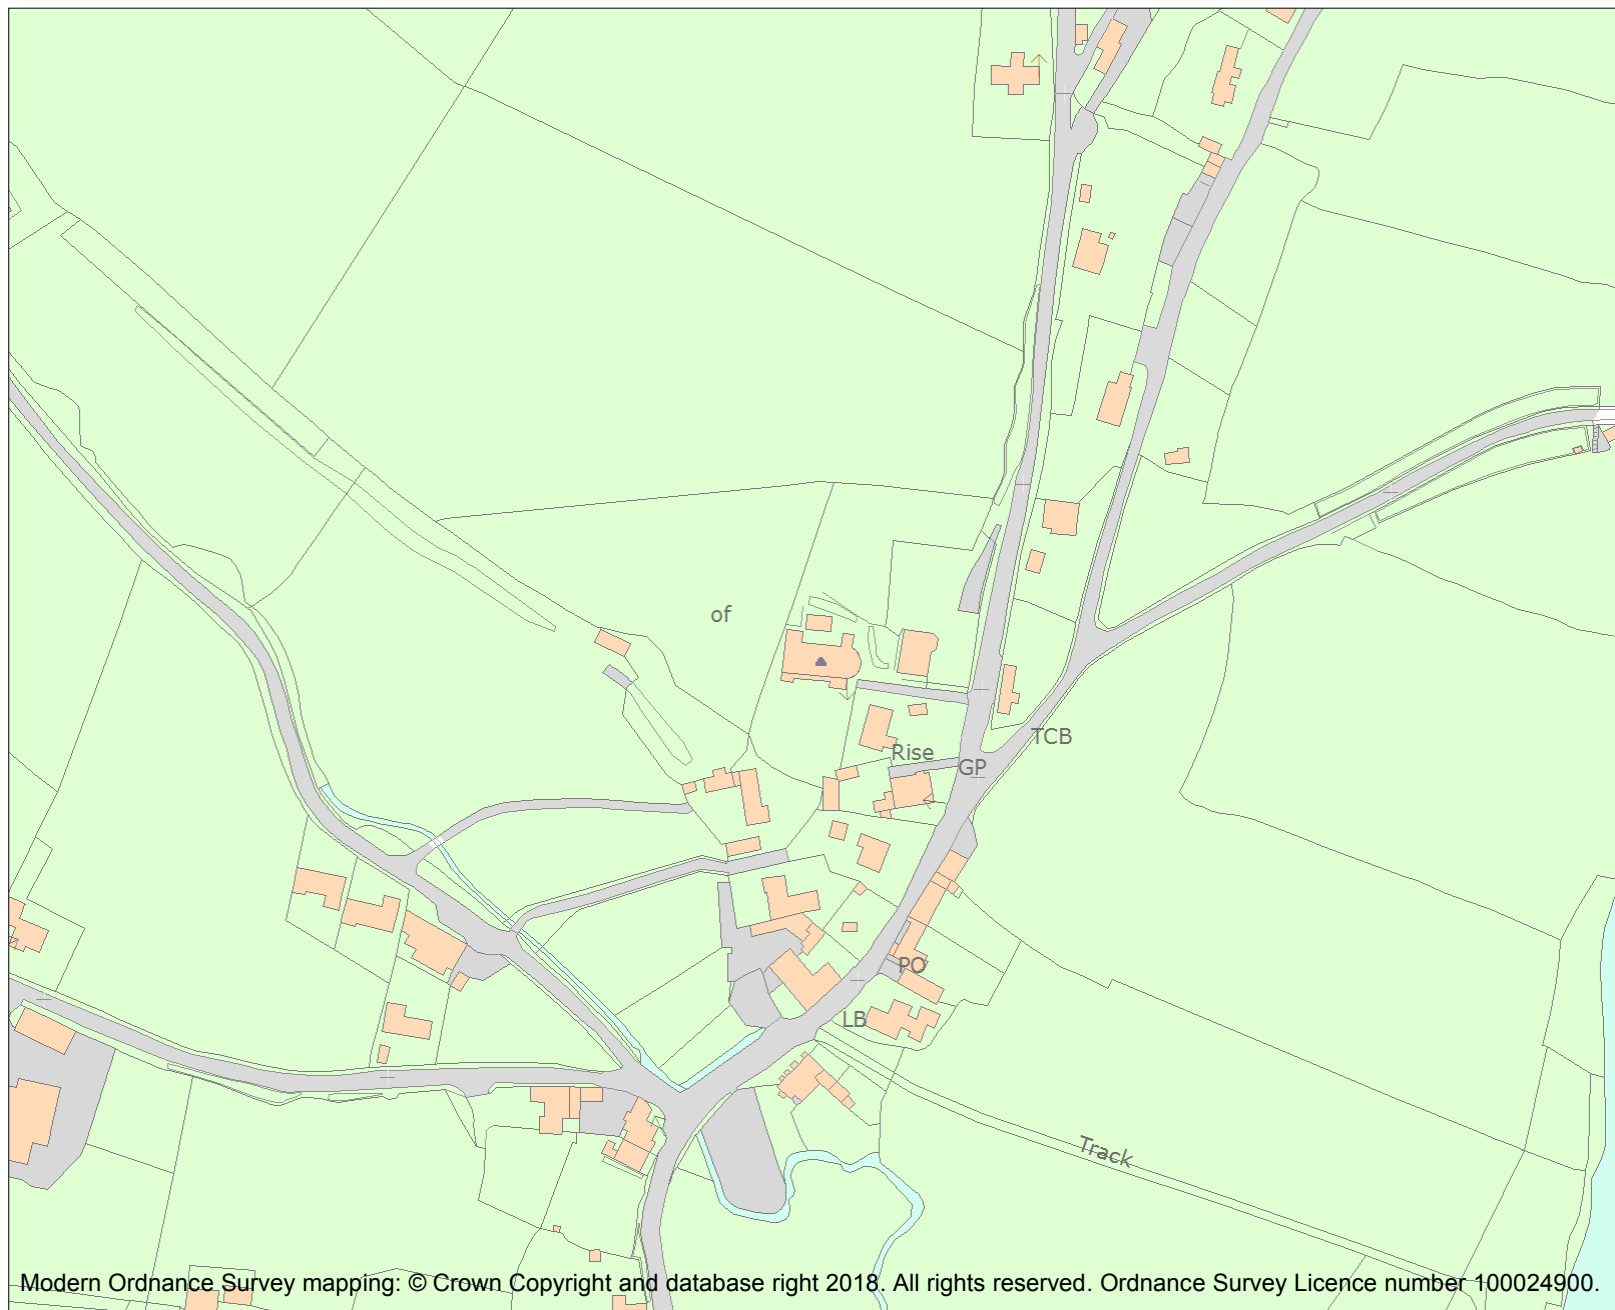 of
TCB
Rise
GP
PO
LB
Track
Modern Ordnance Survey mapping: © Crown Copyright and database right 2018. All rights reserved. Ordnance Survey Licence number 100024900.